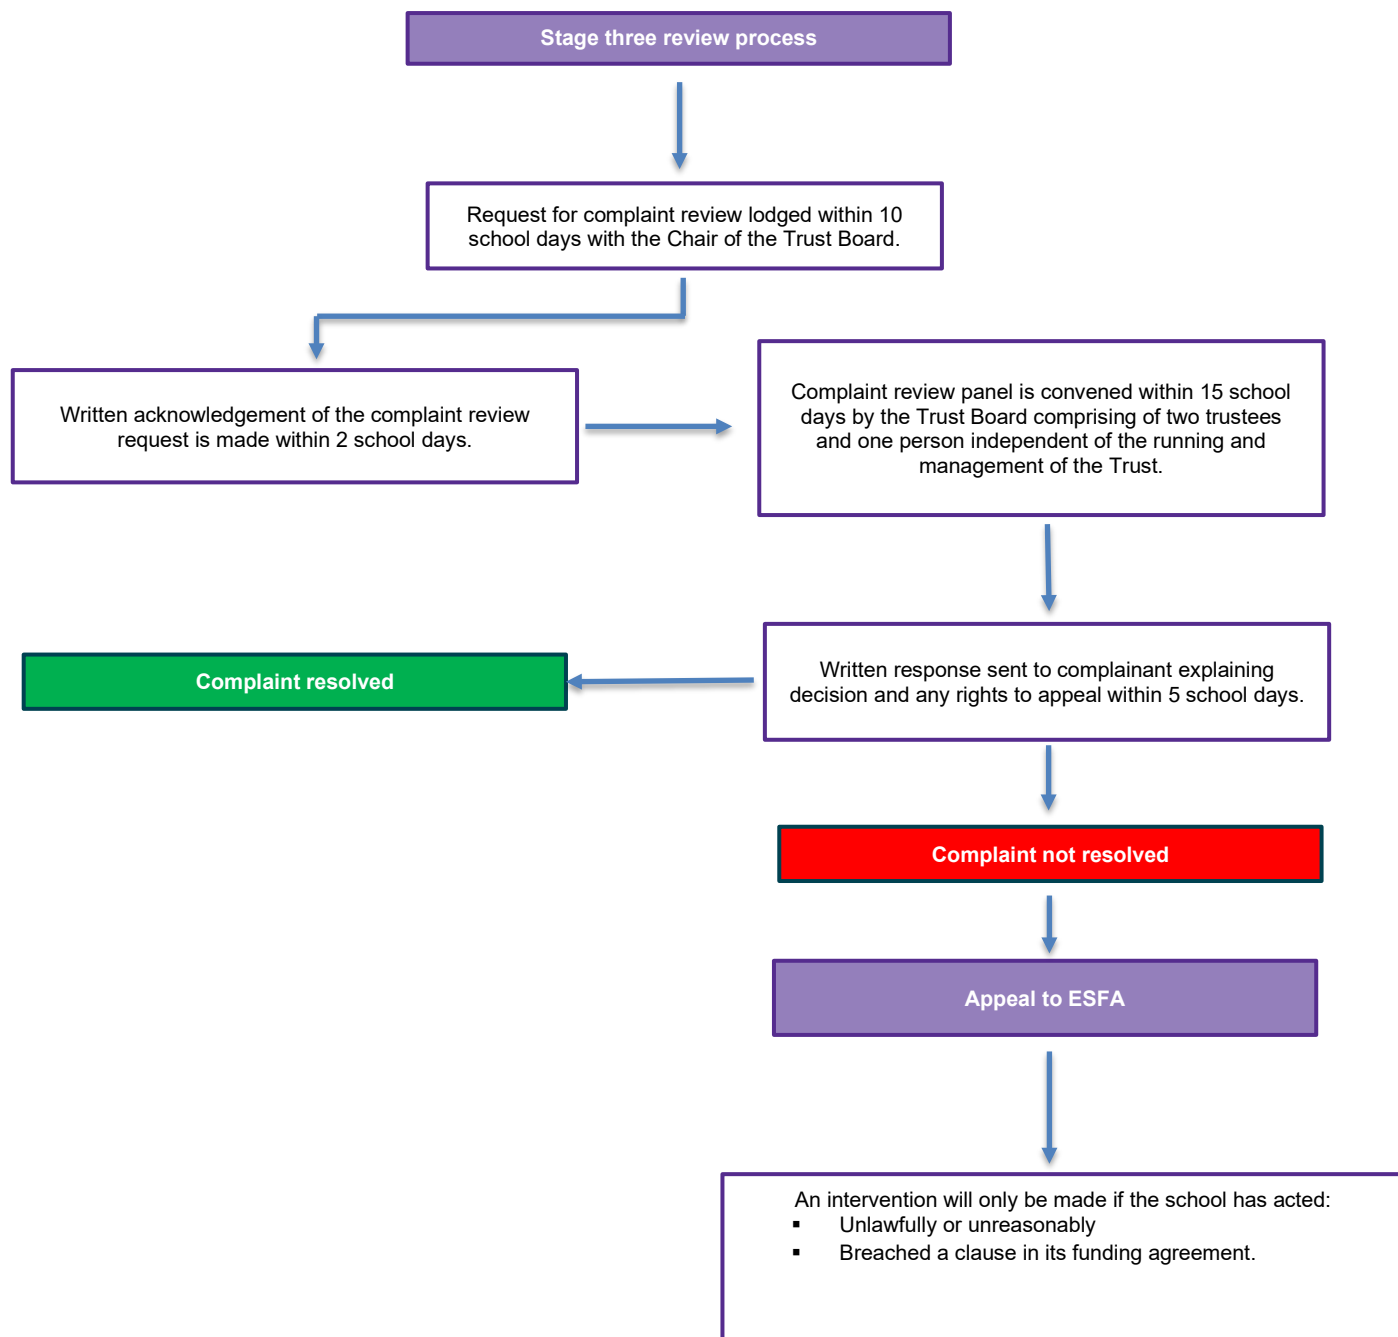 Stage three review process
Request for complaint review lodged within 10
school days with the Chair of the Trust Board.
Written acknowledgement of the complaint review
request is made within 2 school days.
Complaint review panel is convened within 15 school
days by the Trust Board comprising of two trustees
and one person independent of the running and
management of the Trust.
Written response sent to complainant explaining
decision and any rights to appeal within 5 school days.
Complaint resolved
Complaint not resolved
Appeal to ESFA
An intervention will only be made if the school has acted:
▪ Unlawfully or unreasonably
▪ Breached a clause in its funding agreement.